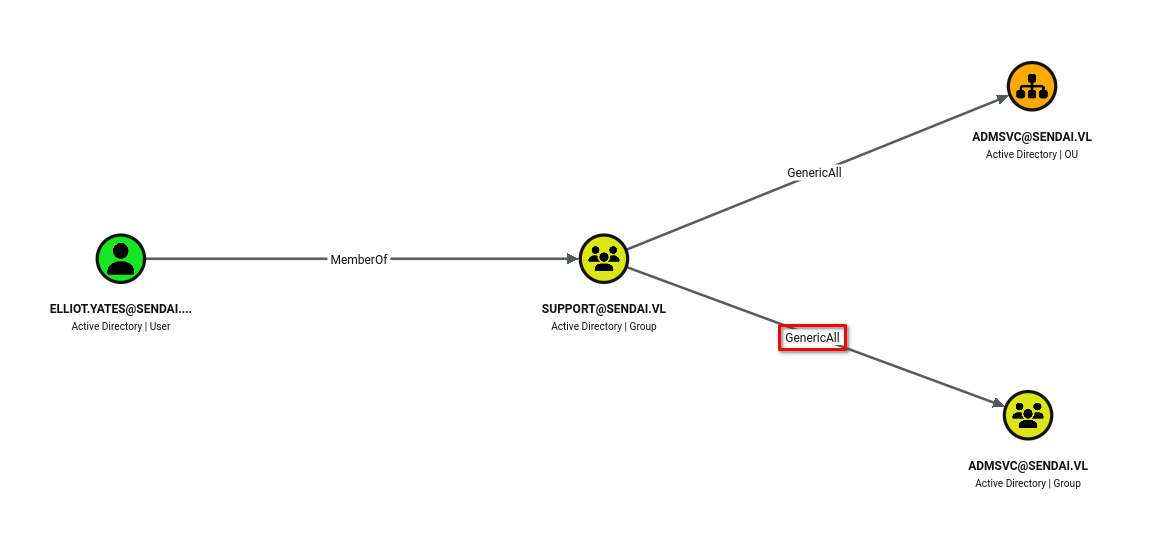 ADMSVC@SENDAI.VL
Active Directory | OU
GenericAll
MemberOf
ELLIOT.YATES@SENDAI....
Active Directory | User
SUPPORT@SENDAI.VL
Active Directory | Group
GenericAll
ADMSVC@SENDAI.VL
Active Directory | Group